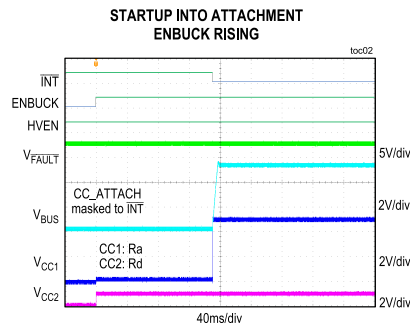 STARTUP INTO ATTACHMENT
ENBUCK RISING
toc02
INT
ENBUCK
HVEN
VFAULT
5V/div
CC_ATTACH
masked to INT
2V/div
VBUS
CC1: Ra
CC2: Rd
VCC1
2V/div
VCC2
2V/div
40ms/div